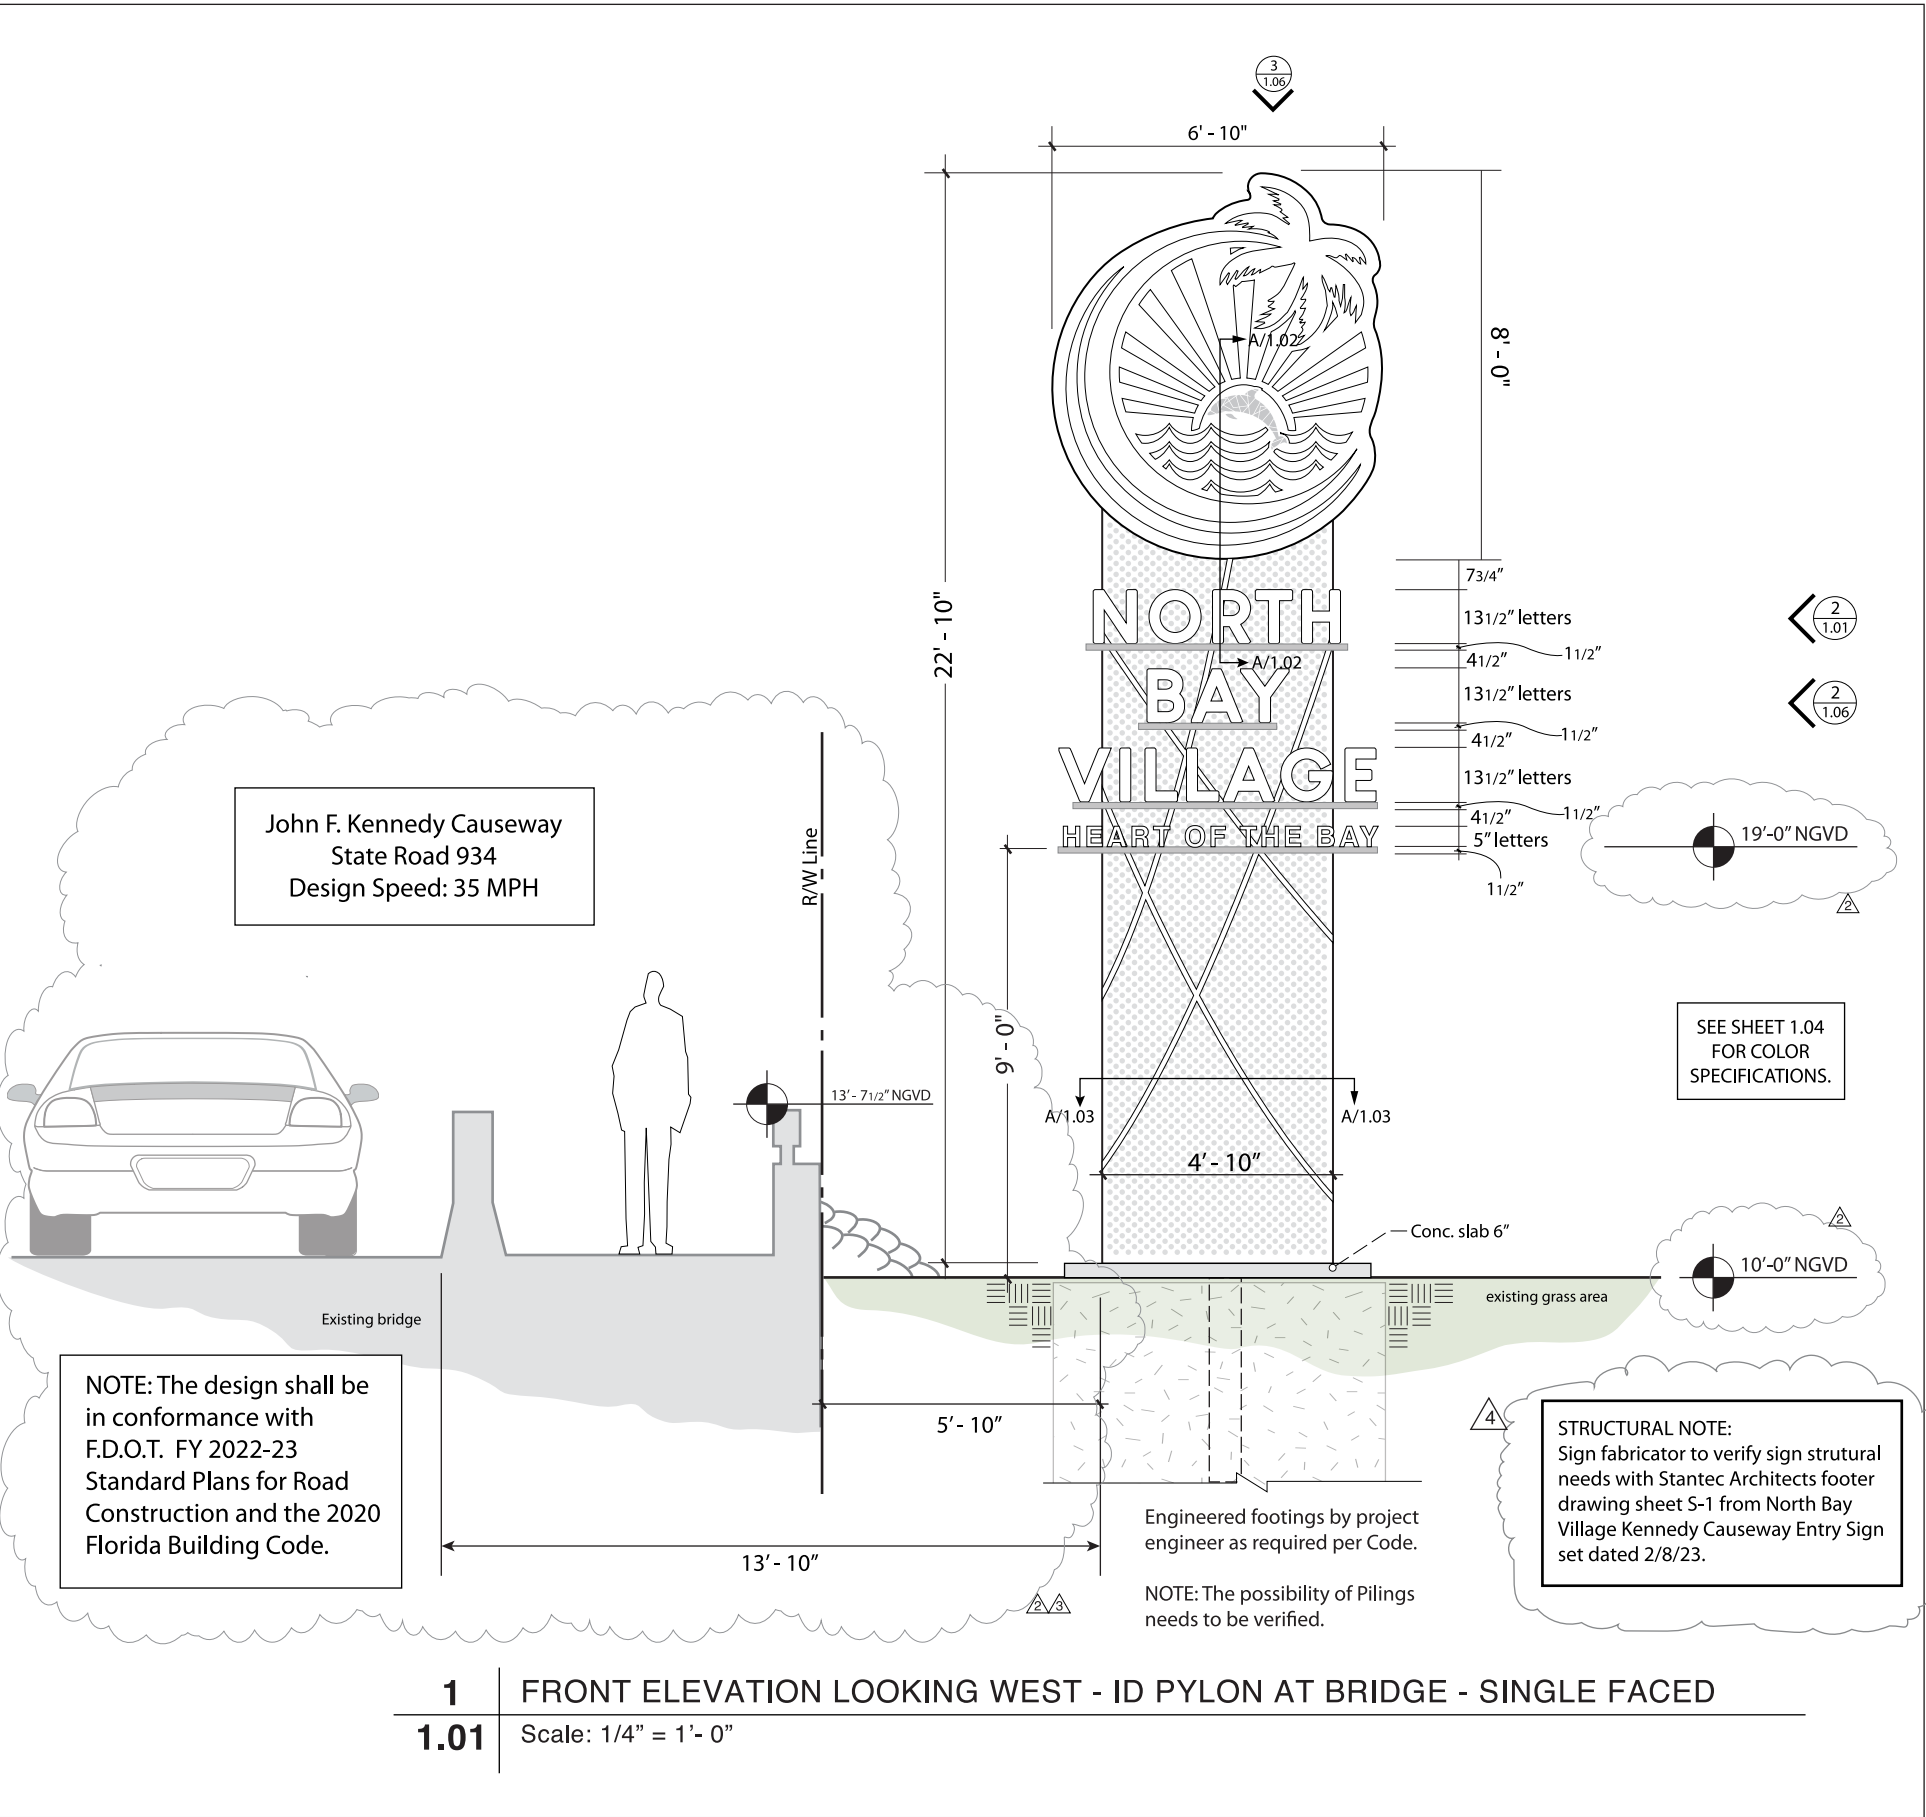 3
1.06
6' - 10"
22' - 10"
8' - 0"
7 3/4"
NORTH
13 1/2" letters
1 1/2"
4 1/2"
BAY
13 1/2" letters
1 1/2"
4 1/2"
VILLAGE
13 1/2" letters
1 1/2"
4 1/2"
HEART OF THE BAY
5" letters
1 1/2"
A/1.02
A/1.02
2
1.01
2
1.06
19'-0" NGVD
2
John F. Kennedy Causeway
State Road 934
Design Speed: 35 MPH
R/W Line
9' - 0"
SEE SHEET 1.04
FOR COLOR
SPECIFICATIONS.
13' - 7 1/2" NGVD
A/1.03
A/1.03
4' - 10"
Conc. slab 6"
2
10'-0" NGVD
existing grass area
Existing bridge
NOTE: The design shall be
in conformance with
F.D.O.T. FY 2022-23
Standard Plans for Road
Construction and the 2020
Florida Building Code.
5' - 10"
13' - 10"
2
3
Engineered footings by project
engineer as required per Code.
NOTE: The possibility of Pilings
needs to be verified.
4
STRUCTURAL NOTE:
Sign fabricator to verify sign strutural
needs with Stantec Architects footer
drawing sheet S-1 from North Bay
Village Kennedy Causeway Entry Sign
set dated 2/8/23.
1
FRONT ELEVATION LOOKING WEST - ID PYLON AT BRIDGE - SINGLE FACED
1.01
Scale: 1/4" = 1'- 0"